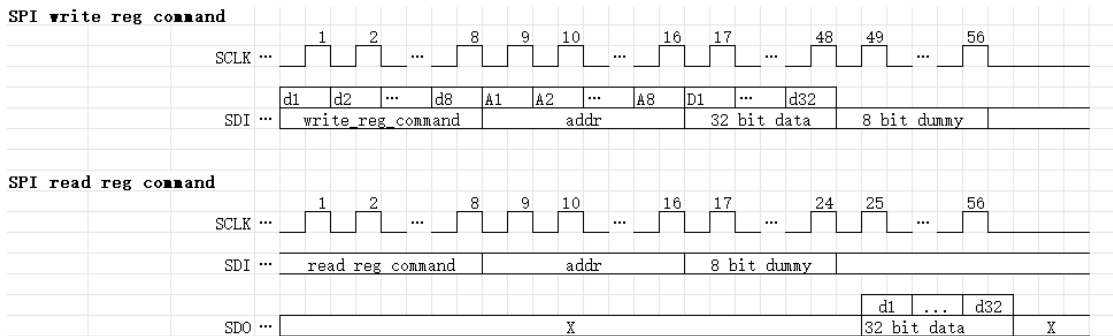 SPI write reg command
1 2 8 9 10 16 17 48 49 56
SCLK ··· ··· ··· ··· ···
d1 d2 ··· d8 A1 A2 ··· A8 D1 ··· d32
SDI ··· write_reg_command addr 32 bit data 8 bit dummy
SPI read reg command
1 2 8 9 10 16 17 24 25 56
SCLK ··· ··· ··· ··· ···
SDI ··· read reg command addr 8 bit dummy
d1 ... d32
SDO ··· X 32 bit data X